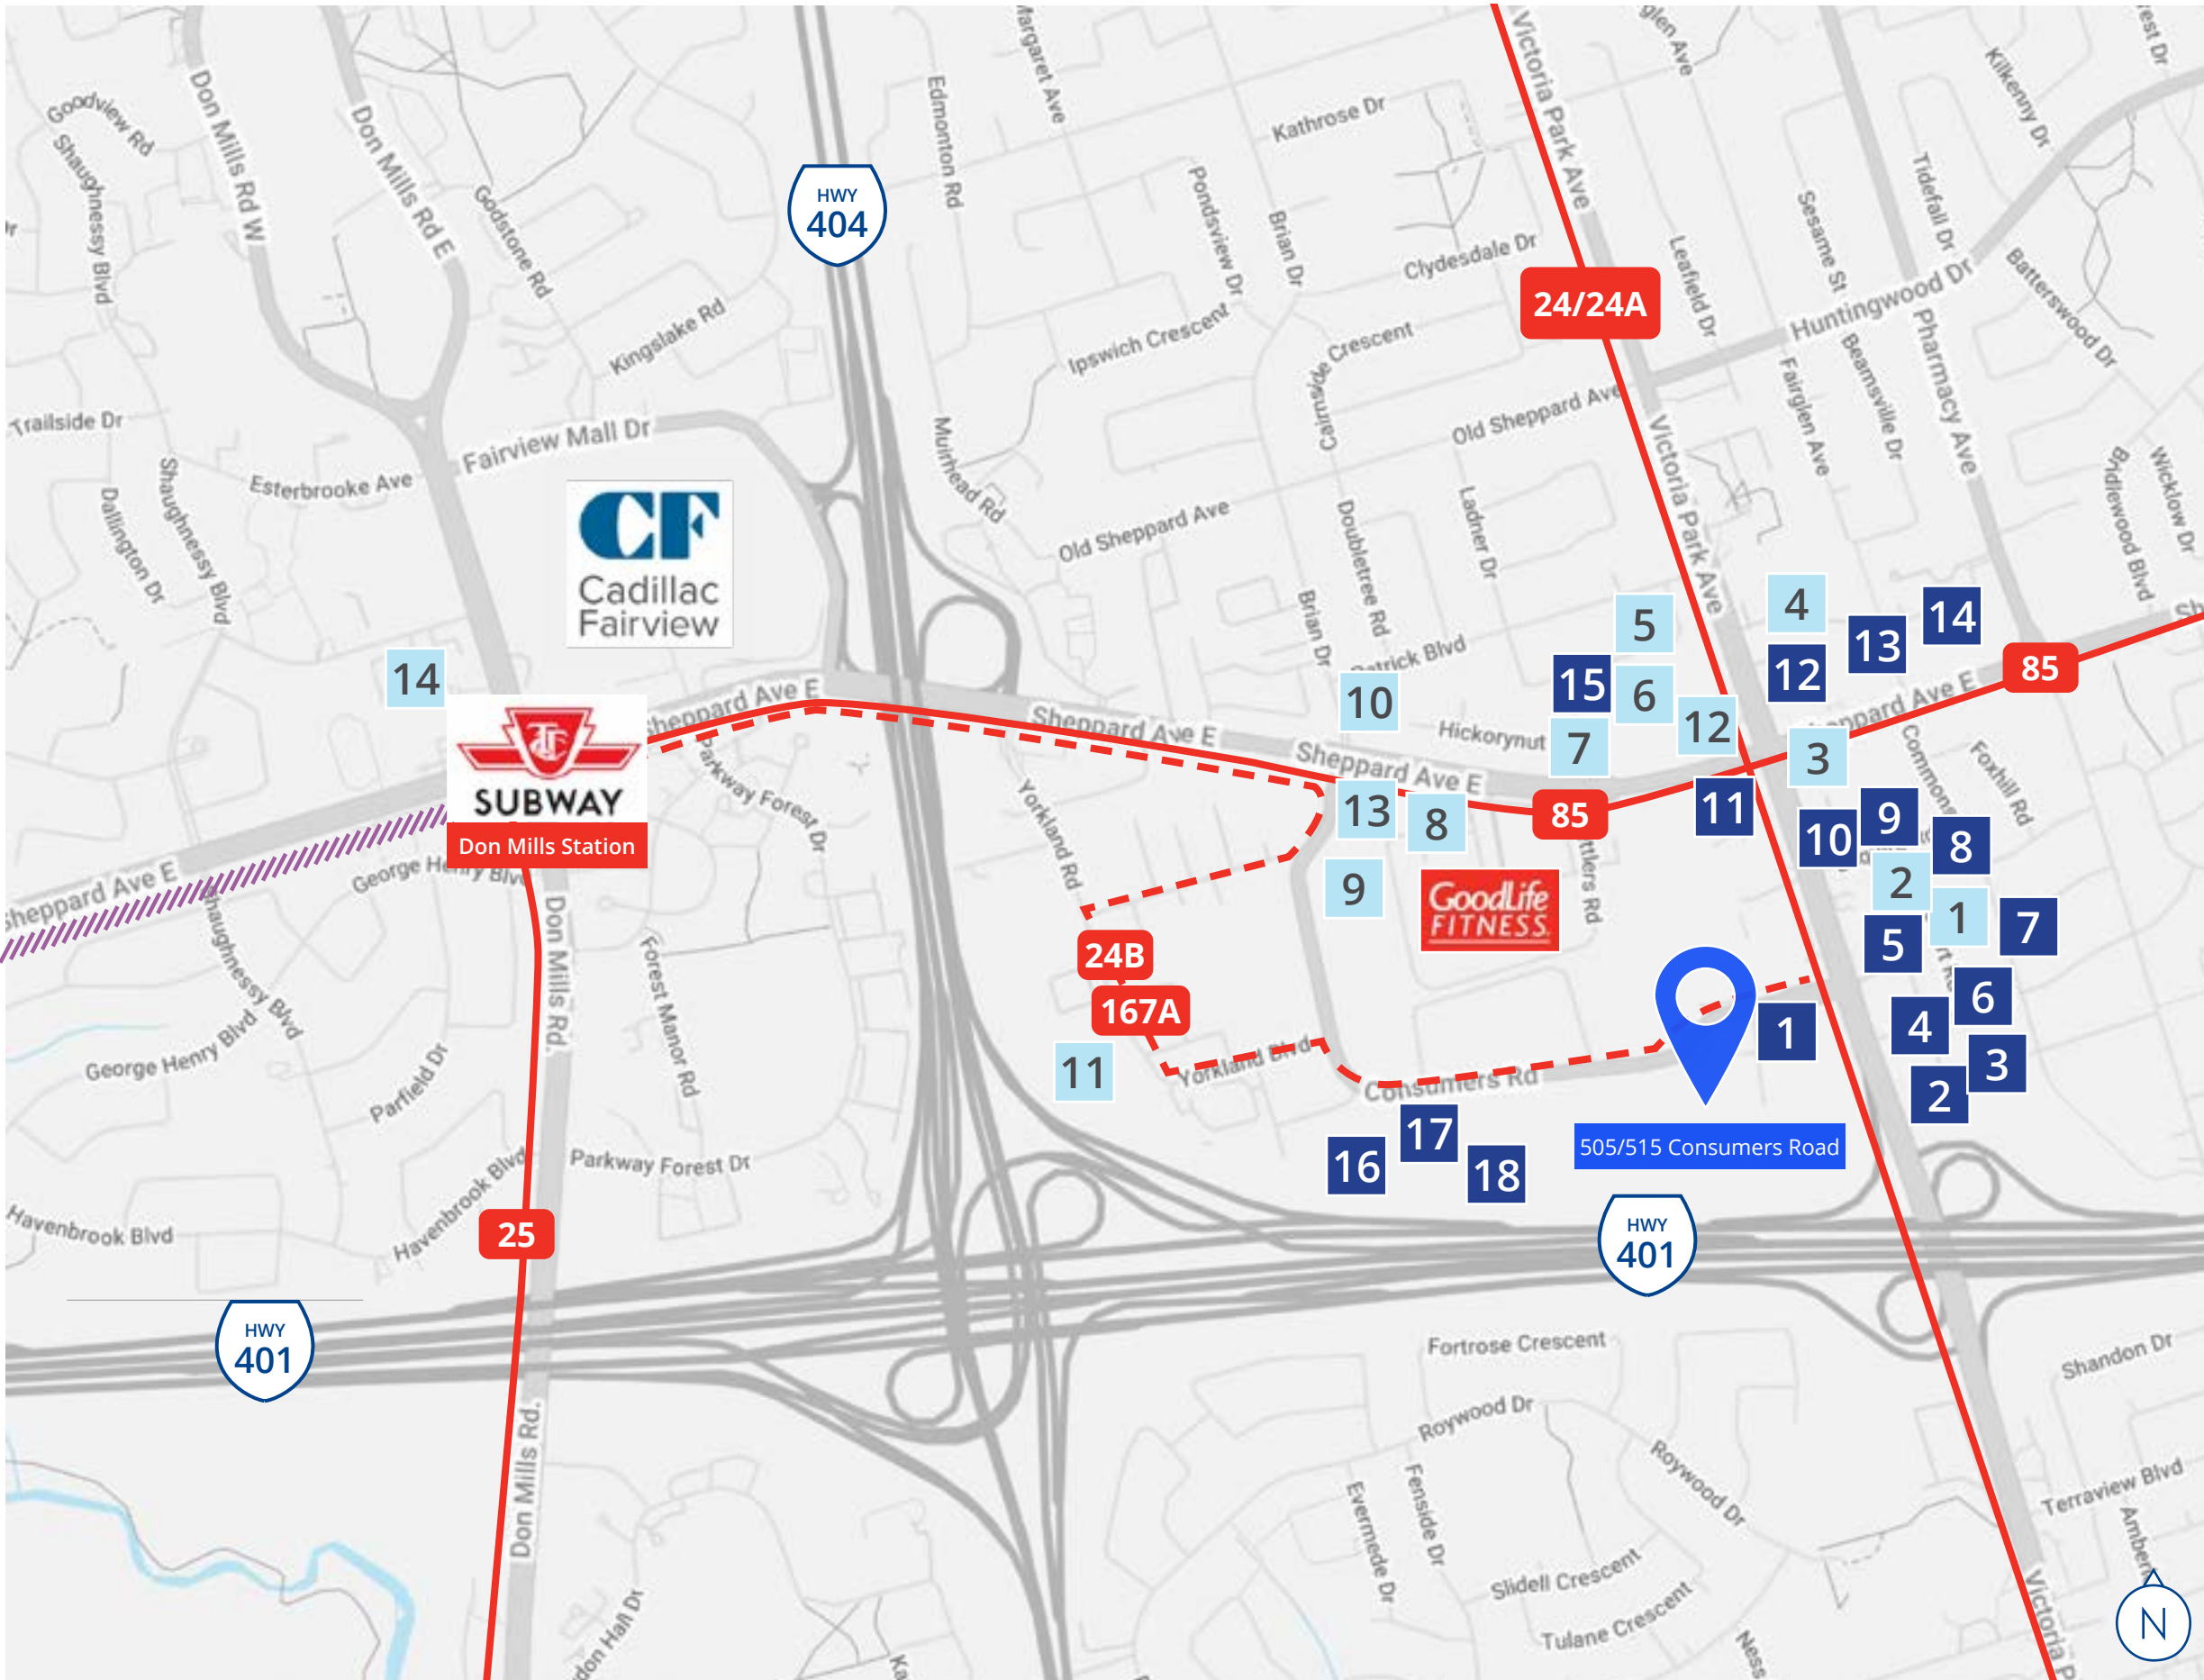 Don Mills Rd W
Don Mills Rd E
Goodview Rd
Shaughnessy Blvd
Godstone Rd
HWY
404
Edmonton Rd
Margaret Ave
Kathrose Dr
Pondsview Dr
Brian Dr
Clydesdale Dr
Victoria Park Ave
24/24A
Leafield Dr
Sesame St
Tidefall Dr
Kilkenny Dr
Huntingwood Dr
Batterswood Dr
Kingslake Rd
Ipswich Crescent
Cairnside Crescent
Fairglen Ave
Beamsville Dr
Pharmacy Ave
Trailside Dr
Fairview Mall Dr
Muirhead Rd
Old Sheppard Ave
Victoria Park Ave
Esterbrooke Ave
Dallington Dr
Shaughnessy Blvd
CF
Cadillac
Fairview
Old Sheppard Ave
Doubletree Rd
Ladner Dr
Bridlewood Blvd
Wicklow Dr
Brian Dr
5
4
14
13
12
85
14
15
6
10
12
7
Hickorynut
3
Sheppard Ave E
Sheppard Ave E
Sheppard Ave E
Sheppard Ave E
TTC
SUBWAY
Don Mills Station
Parkway Forest Dr
Yorkland Rd
13
8
85
11
10
9
8
Foxhill Rd
2
1
7
5
9
GoodLife
FITNESS
Sheppard Ave E
George Henry Blvd
Shaughnessy Blvd
Don Mills Rd.
Forest Manor Rd
24B
167A
6
4
3
2
1
11
Yorkland Blvd
Consumers Rd
George Henry Blvd
Parfield Dr
17
16
18
505/515 Consumers Road
Parkway Forest Dr
Havenbrook Blvd
Havenbrook Blvd
25
HWY
401
HWY
401
Fortrose Crescent
Shandon Dr
Roywood Dr
Roywood Dr
Don Mills Rd.
Evermede Dr
Fenside Dr
Terraview Blvd
Slidell Crescent
Tulane Crescent
N